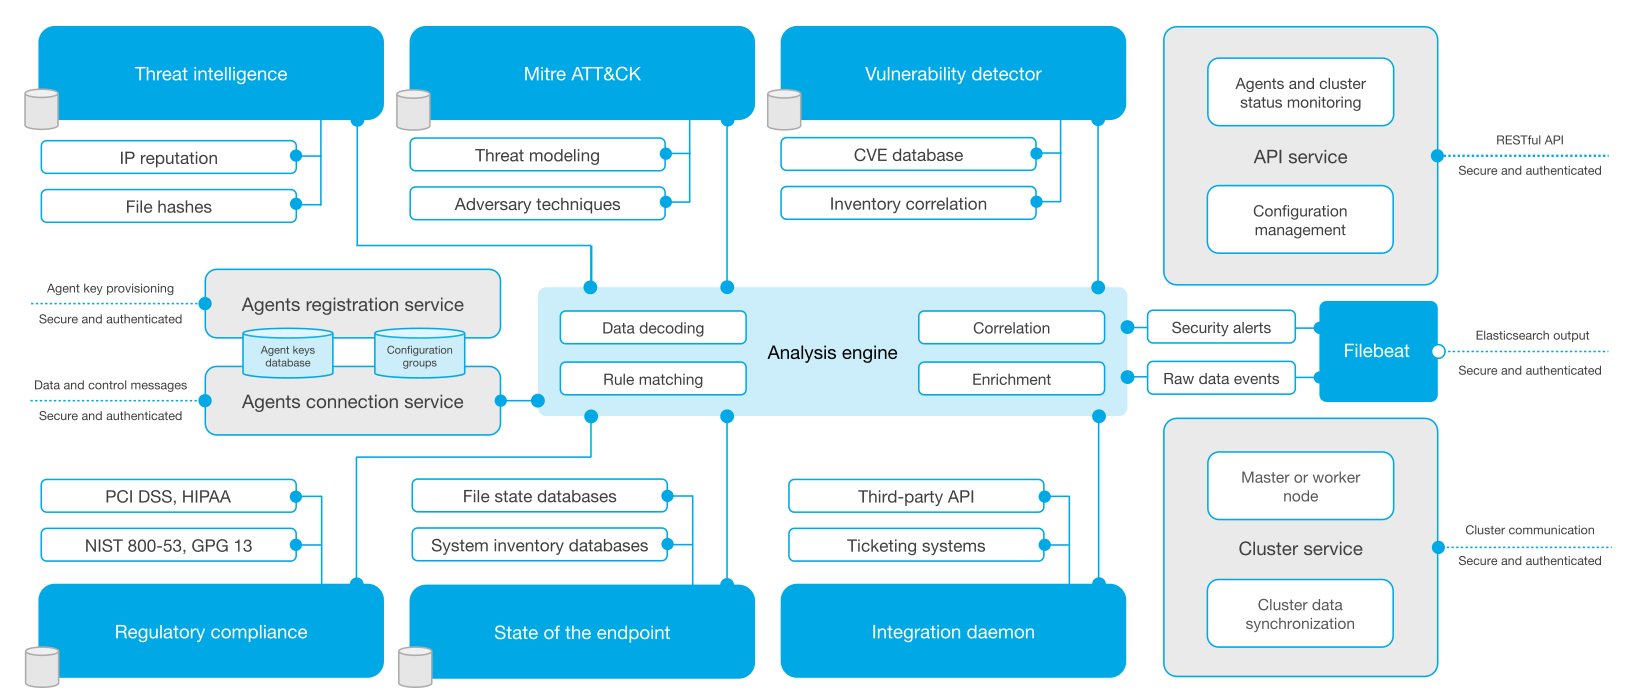 Threat intelligence
IP reputation
File hashes
Mitre ATT&CK
Threat modeling
Adversary techniques
Vulnerability detector
CVE database
Inventory correlation
Agents and cluster
status monitoring
API service
Configuration
management
RESTful API
Secure and authenticated
Agent key provisioning
Secure and authenticated
Agents registration service
Agent keys
database
Configuration
groups
Data and control messages
Secure and authenticated
Agents connection service
Data decoding
Rule matching
Analysis engine
Correlation
Enrichment
Security alerts
Raw data events
Filebeat
Elasticsearch output
Secure and authenticated
PCI DSS, HIPAA
NIST 800-53, GPG 13
Regulatory compliance
File state databases
System inventory databases
State of the endpoint
Third-party API
Ticketing systems
Integration daemon
Master or worker
node
Cluster service
Cluster data
synchronization
Cluster communication
Secure and authenticated